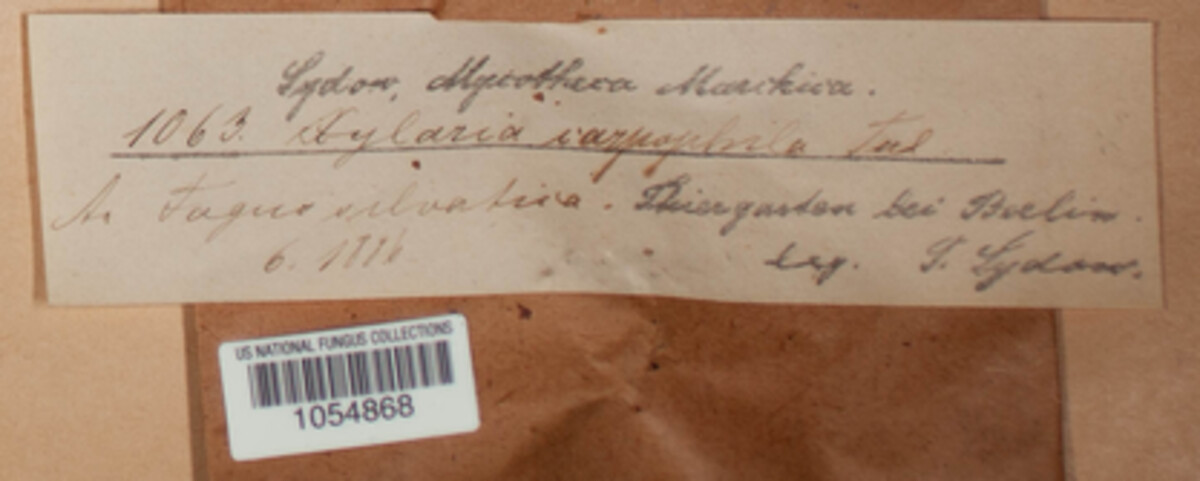 Sydow, Mycotheca Marchica.
1063. Xylaria carpophila Tul
An Fagus silvatica. Thiergarten bei Berlin.
6. 1886 leg. P. Sydow.
US NATIONAL FUNGUS COLLECTIONS
1054868